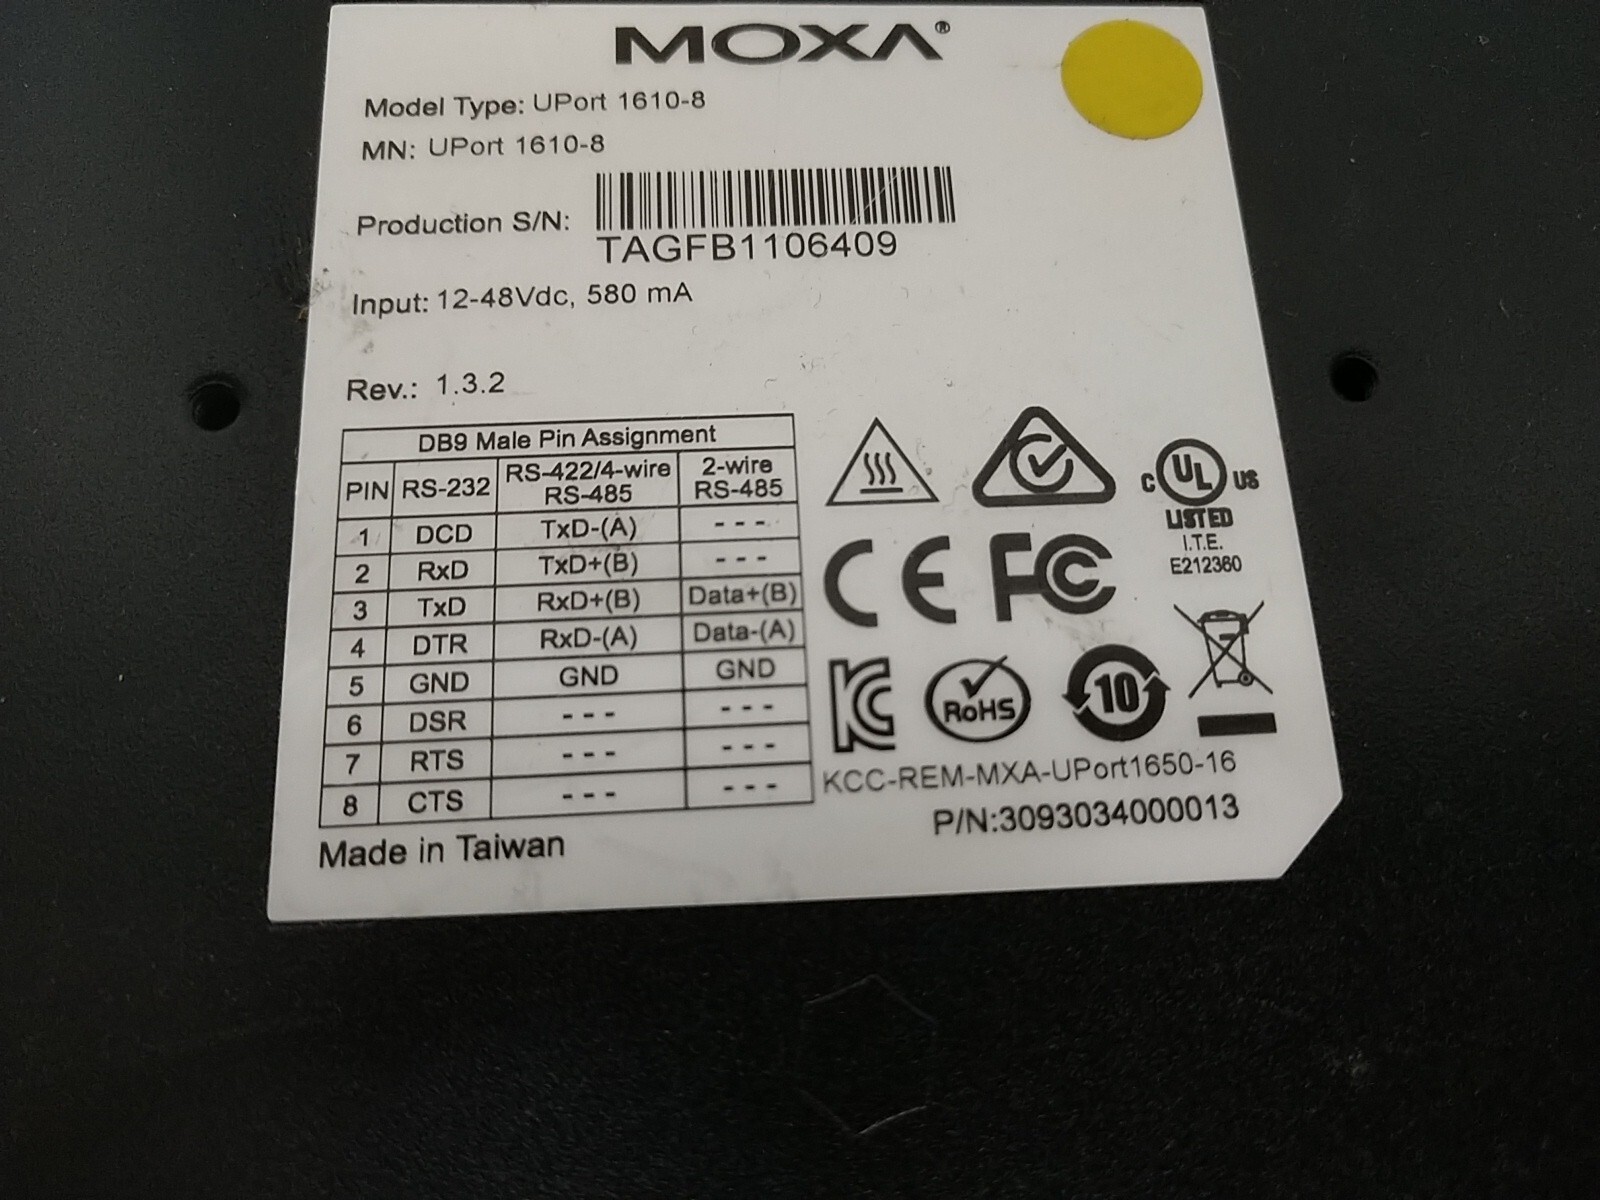 MOXA®
Model Type: UPort 1610-8
MN: UPort 1610-8
Production S/N:
TAGFB1106409
Input: 12-48Vdc, 580 mA
Rev.: 1.3.2
DB9 Male Pin Assignment
PIN RS-232 RS-422/4-wire RS-485 2-wire RS-485
1 DCD TxD-(A) ---
2 RxD TxD+(B) ---
3 TxD RxD+(B) Data+(B)
4 DTR RxD-(A) Data-(A)
5 GND GND GND
6 DSR --- ---
7 RTS --- ---
8 CTS --- ---
Made in Taiwan
C UL US
LISTED
I.T.E.
E212360
CE FC
KC RoHS 10
KCC-REM-MXA-UPort1650-16
P/N:3093034000013